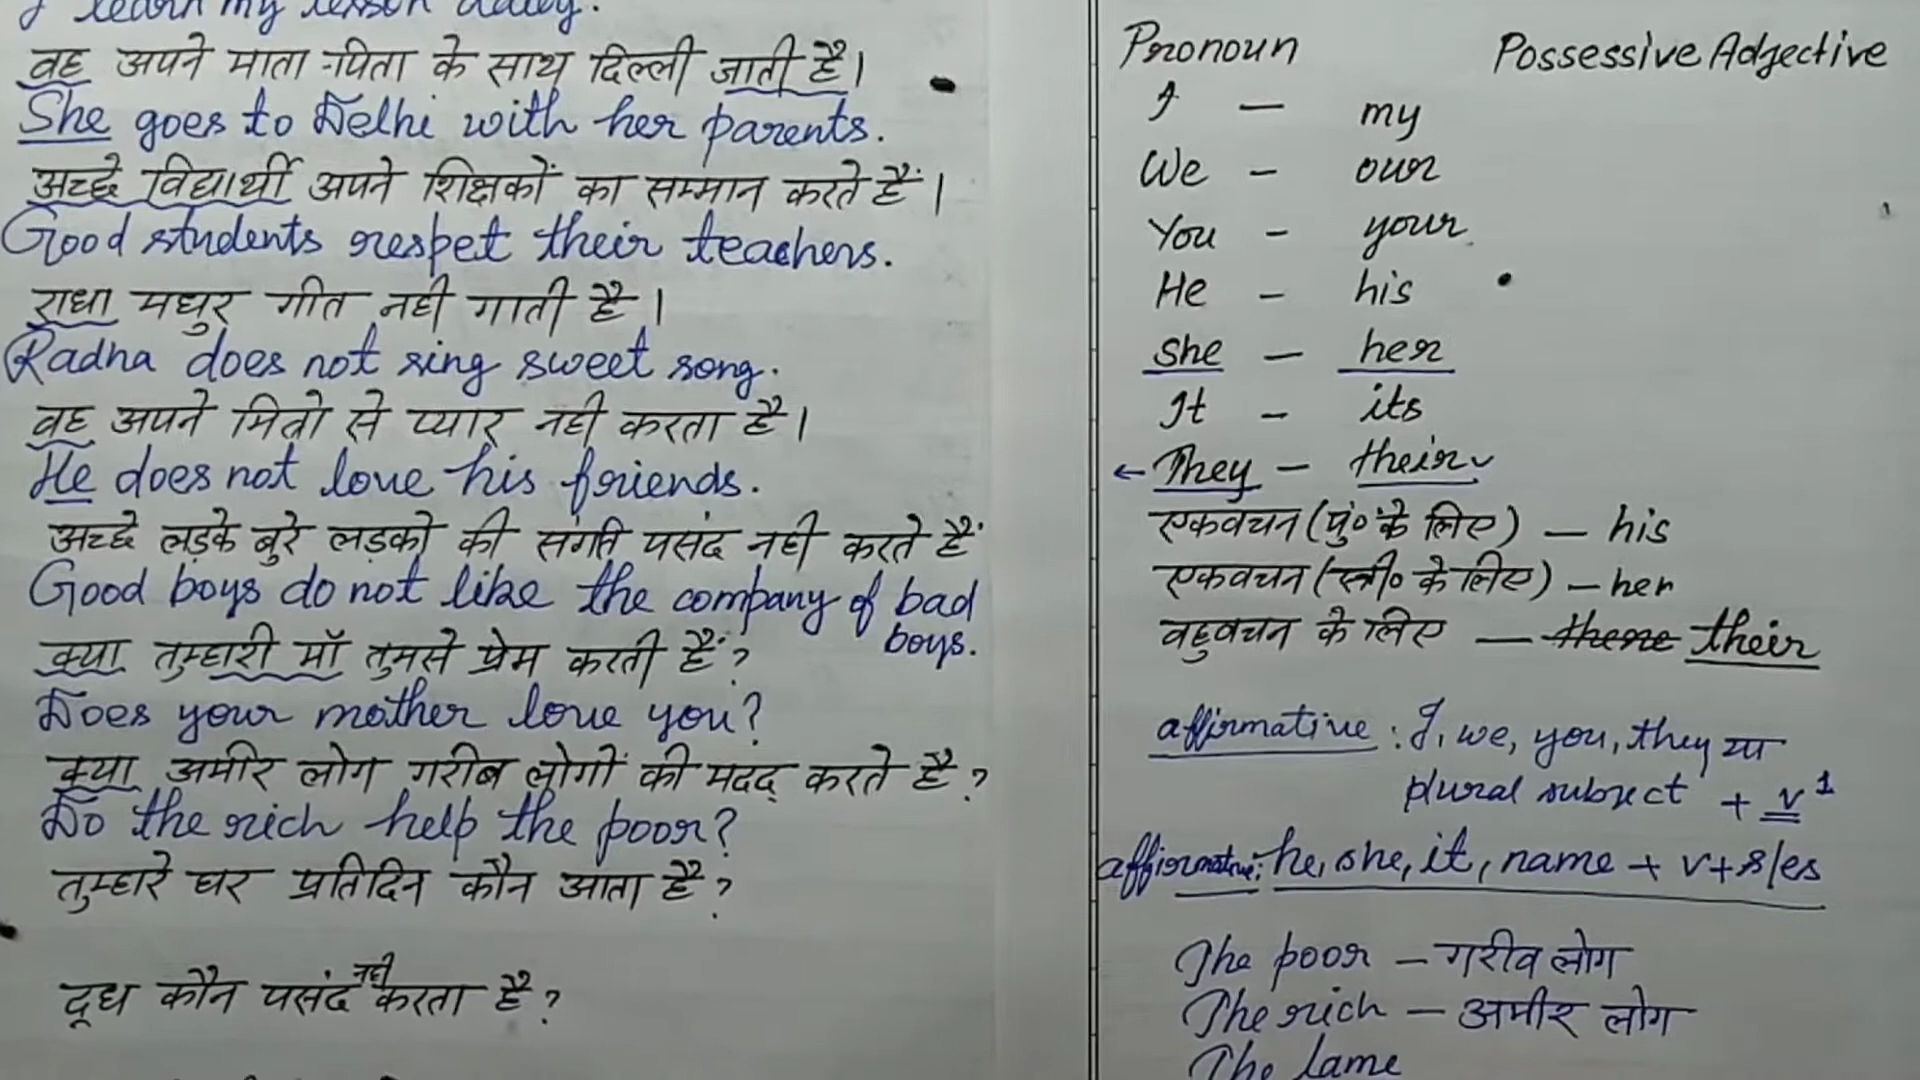 I learn my lesson daily.
वह अपने माता-पिता के साथ दिल्ली जाती है।
She goes to Delhi with her parents.
अच्छे विद्यार्थी अपने शिक्षकों का सम्मान करते हैं।
Good students respet their teachers.
राधा मधुर गीत नही गाती है।
Radha does not sing sweet song.
वह अपने मित्रो से प्यार नही करता है।
He does not love his friends.
अच्छे लड़के बुरे लड़को की संगति पसंद नही करते हैं
Good boys do not like the company of bad
boys.
क्या तुम्हारी माँ तुमसे प्रेम करती हैं?
Does your mother love you?
क्या अमीर लोग गरीब लोगों की मदद् करते है?
Do the rich help the poor?
तुम्हारे घर प्रतिदिन कौन आता है?
दूध कौन पसंद नही करता है?
Pronoun Possessive Adjective
I — my
We – our
You – your
He – his
she — her
It – its
← They – their
एकवचन (पुं० के लिए) — his
एकवचन (स्त्री० के लिए) – her
वहुवचन के लिए — there their
affirmative : I, we, you, they या
plural subject + v1
affirmative: he, she, it, name + v+s/es
The poor – गरीव लोग
The rich – अमीर लोग
The lame